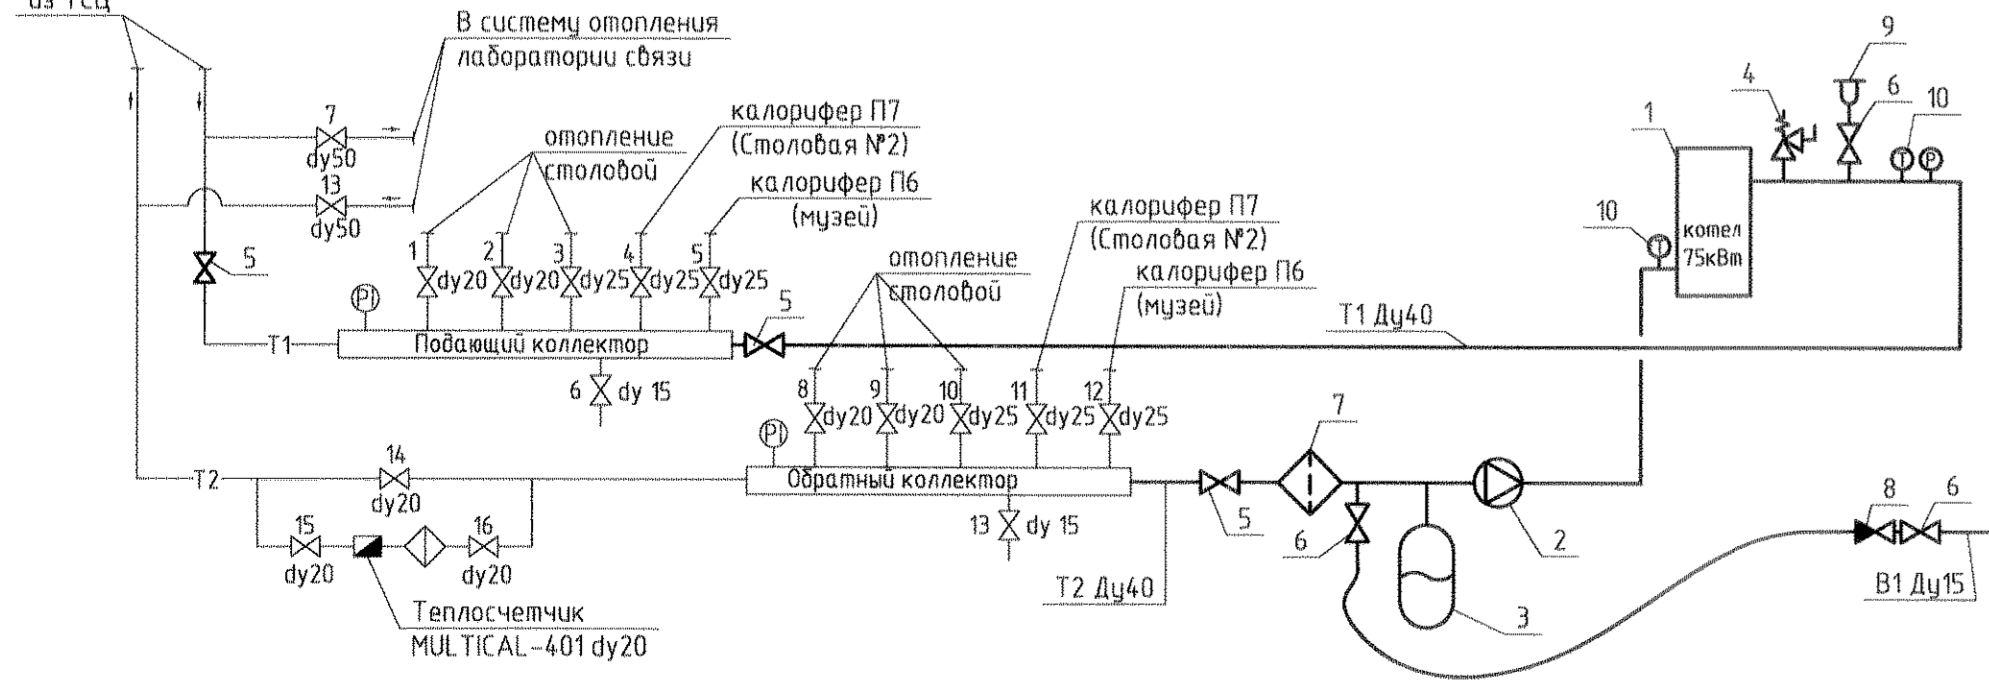 из ТСЦ
В систему отопления
лаборатории связи
7
dy50
13
dy50
5
отопление
столовой
калорифер П7
(Столовая №2)
калорифер П6
(музей)
1
dy20
2
dy20
3
dy25
4
dy25
5
dy25
PI
Т1
Подающий коллектор
5
6
dy 15
отопление
столовой
калорифер П7
(Столовая №2)
калорифер П6
(музей)
8
dy20
9
dy20
10
dy25
11
dy25
12
dy25
PI
Т2
14
dy20
Обратный коллектор
13
dy 15
15
dy20
16
dy20
Теплосчетчик
MULTICAL-401 dy20
Т1 Ду40
1
котел
75кВт
4
9
6
10
T
P
10
T
7
5
6
2
3
Т2 Ду40
8
6
В1 Ду15